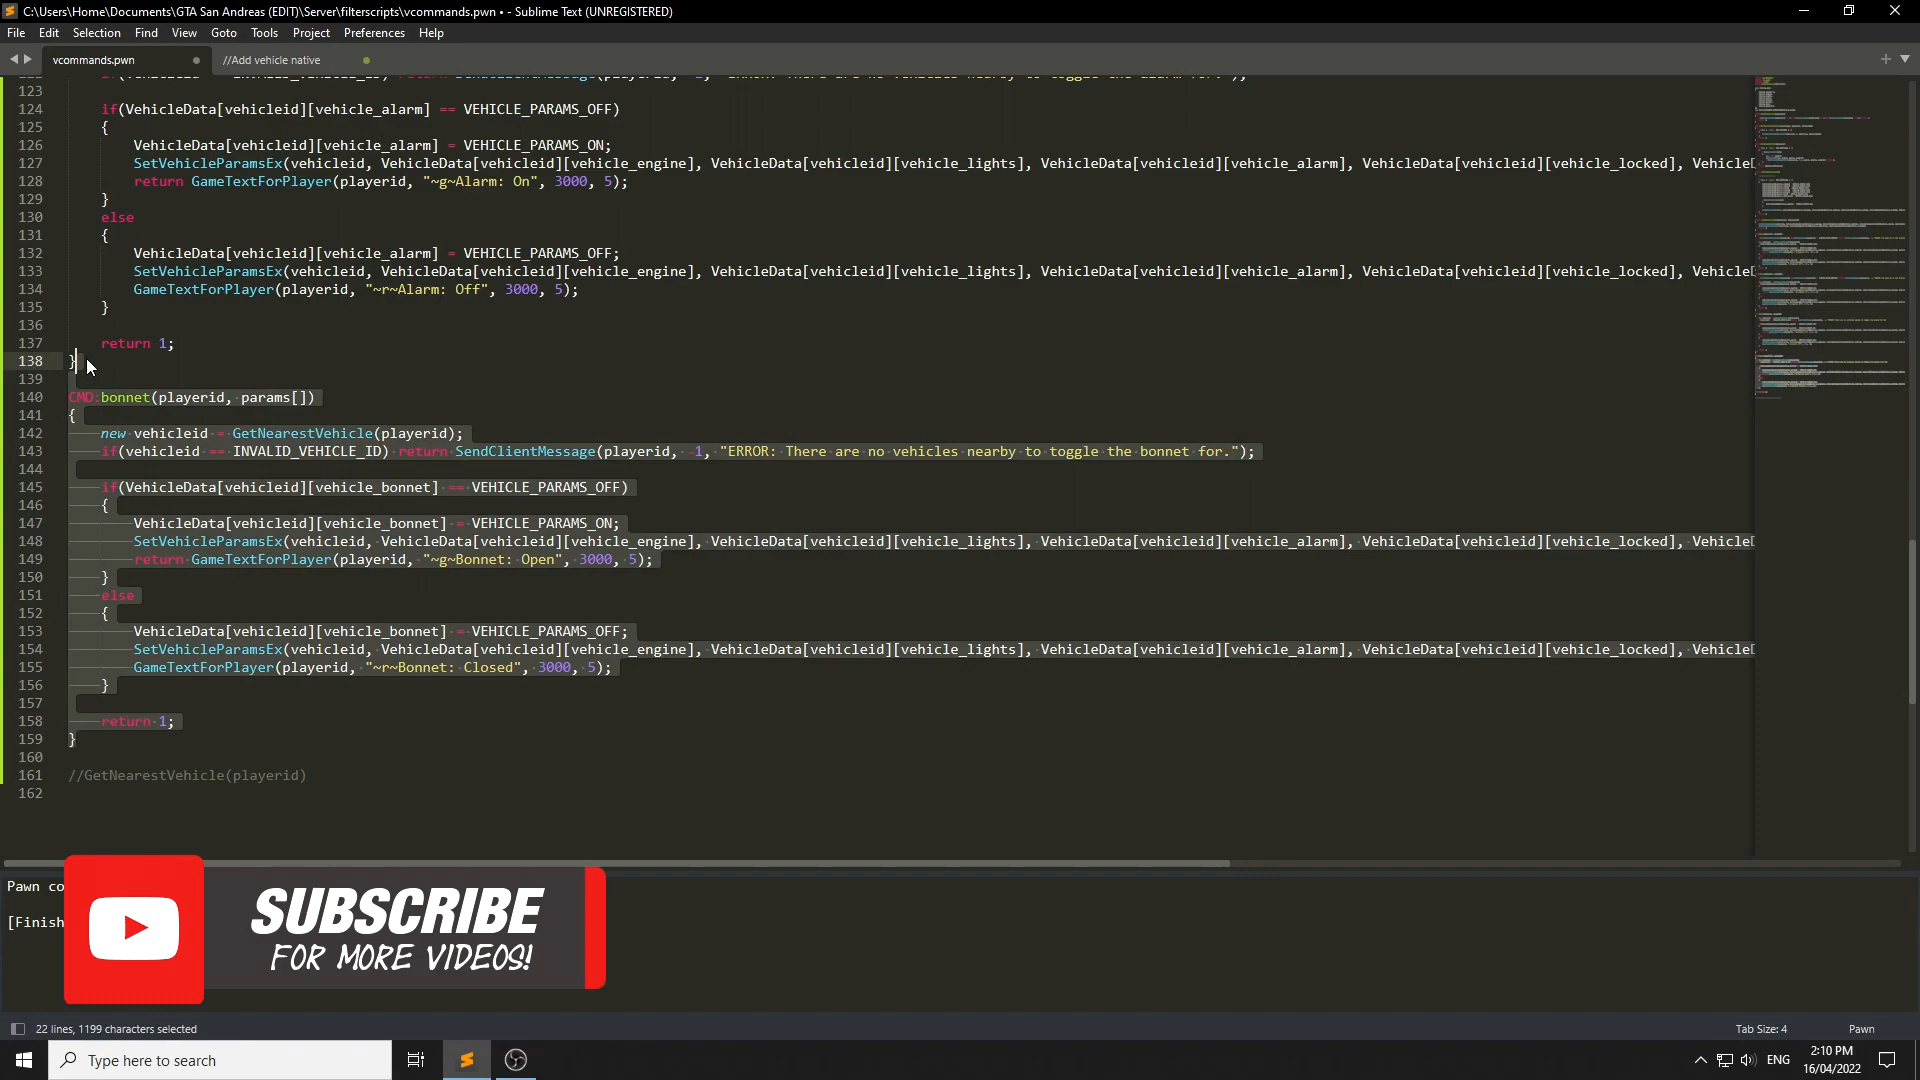 C:\Users\Home\Documents\GTA San Andreas (EDIT)\Server\filterscripts\vcommands.pwn • - Sublime Text (UNREGISTERED)
File Edit Selection Find View Goto Tools Project Preferences Help
vcommands.pwn //Add vehicle native
123
124 if(VehicleData[vehicleid][vehicle_alarm] == VEHICLE_PARAMS_OFF)
125 {
126 VehicleData[vehicleid][vehicle_alarm] = VEHICLE_PARAMS_ON;
127 SetVehicleParamsEx(vehicleid, VehicleData[vehicleid][vehicle_engine], VehicleData[vehicleid][vehicle_lights], VehicleData[vehicleid][vehicle_alarm], VehicleData[vehicleid][vehicle_locked], Vehicle
128 return GameTextForPlayer(playerid, "~g~Alarm: On", 3000, 5);
129 }
130 else
131 {
132 VehicleData[vehicleid][vehicle_alarm] = VEHICLE_PARAMS_OFF;
133 SetVehicleParamsEx(vehicleid, VehicleData[vehicleid][vehicle_engine], VehicleData[vehicleid][vehicle_lights], VehicleData[vehicleid][vehicle_alarm], VehicleData[vehicleid][vehicle_locked], Vehicle
134 GameTextForPlayer(playerid, "~r~Alarm: Off", 3000, 5);
135 }
136
137 return 1;
138 }
139
140 CMD:bonnet(playerid, params[])
141 {
142 new vehicleid = GetNearestVehicle(playerid);
143 if(vehicleid == INVALID_VEHICLE_ID) return SendClientMessage(playerid, -1, "ERROR: There are no vehicles nearby to toggle the bonnet for.");
144
145 if(VehicleData[vehicleid][vehicle_bonnet] == VEHICLE_PARAMS_OFF)
146 {
147 VehicleData[vehicleid][vehicle_bonnet] = VEHICLE_PARAMS_ON;
148 SetVehicleParamsEx(vehicleid, VehicleData[vehicleid][vehicle_engine], VehicleData[vehicleid][vehicle_lights], VehicleData[vehicleid][vehicle_alarm], VehicleData[vehicleid][vehicle_locked], Vehicle
149 return GameTextForPlayer(playerid, "~g~Bonnet: Open", 3000, 5);
150 }
151 else
152 {
153 VehicleData[vehicleid][vehicle_bonnet] = VEHICLE_PARAMS_OFF;
154 SetVehicleParamsEx(vehicleid, VehicleData[vehicleid][vehicle_engine], VehicleData[vehicleid][vehicle_lights], VehicleData[vehicleid][vehicle_alarm], VehicleData[vehicleid][vehicle_locked], Vehicle
155 GameTextForPlayer(playerid, "~r~Bonnet: Closed", 3000, 5);
156 }
157
158 return 1;
159 }
160
161 //GetNearestVehicle(playerid)
162
Pawn co
[Finish
SUBSCRIBE
FOR MORE VIDEOS!
22 lines, 1199 characters selected Tab Size: 4 Pawn
Type here to search ENG 2:10 PM
16/04/2022